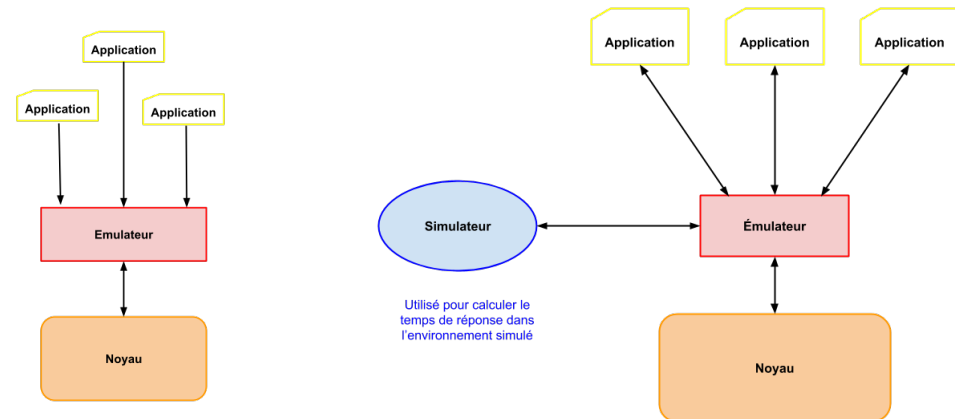 Application
Application
Application
Emulateur
Noyau
Application
Application
Application
Simulateur
Émulateur
Utilisé pour calculer le
temps de réponse dans
l'environnement simulé
Noyau